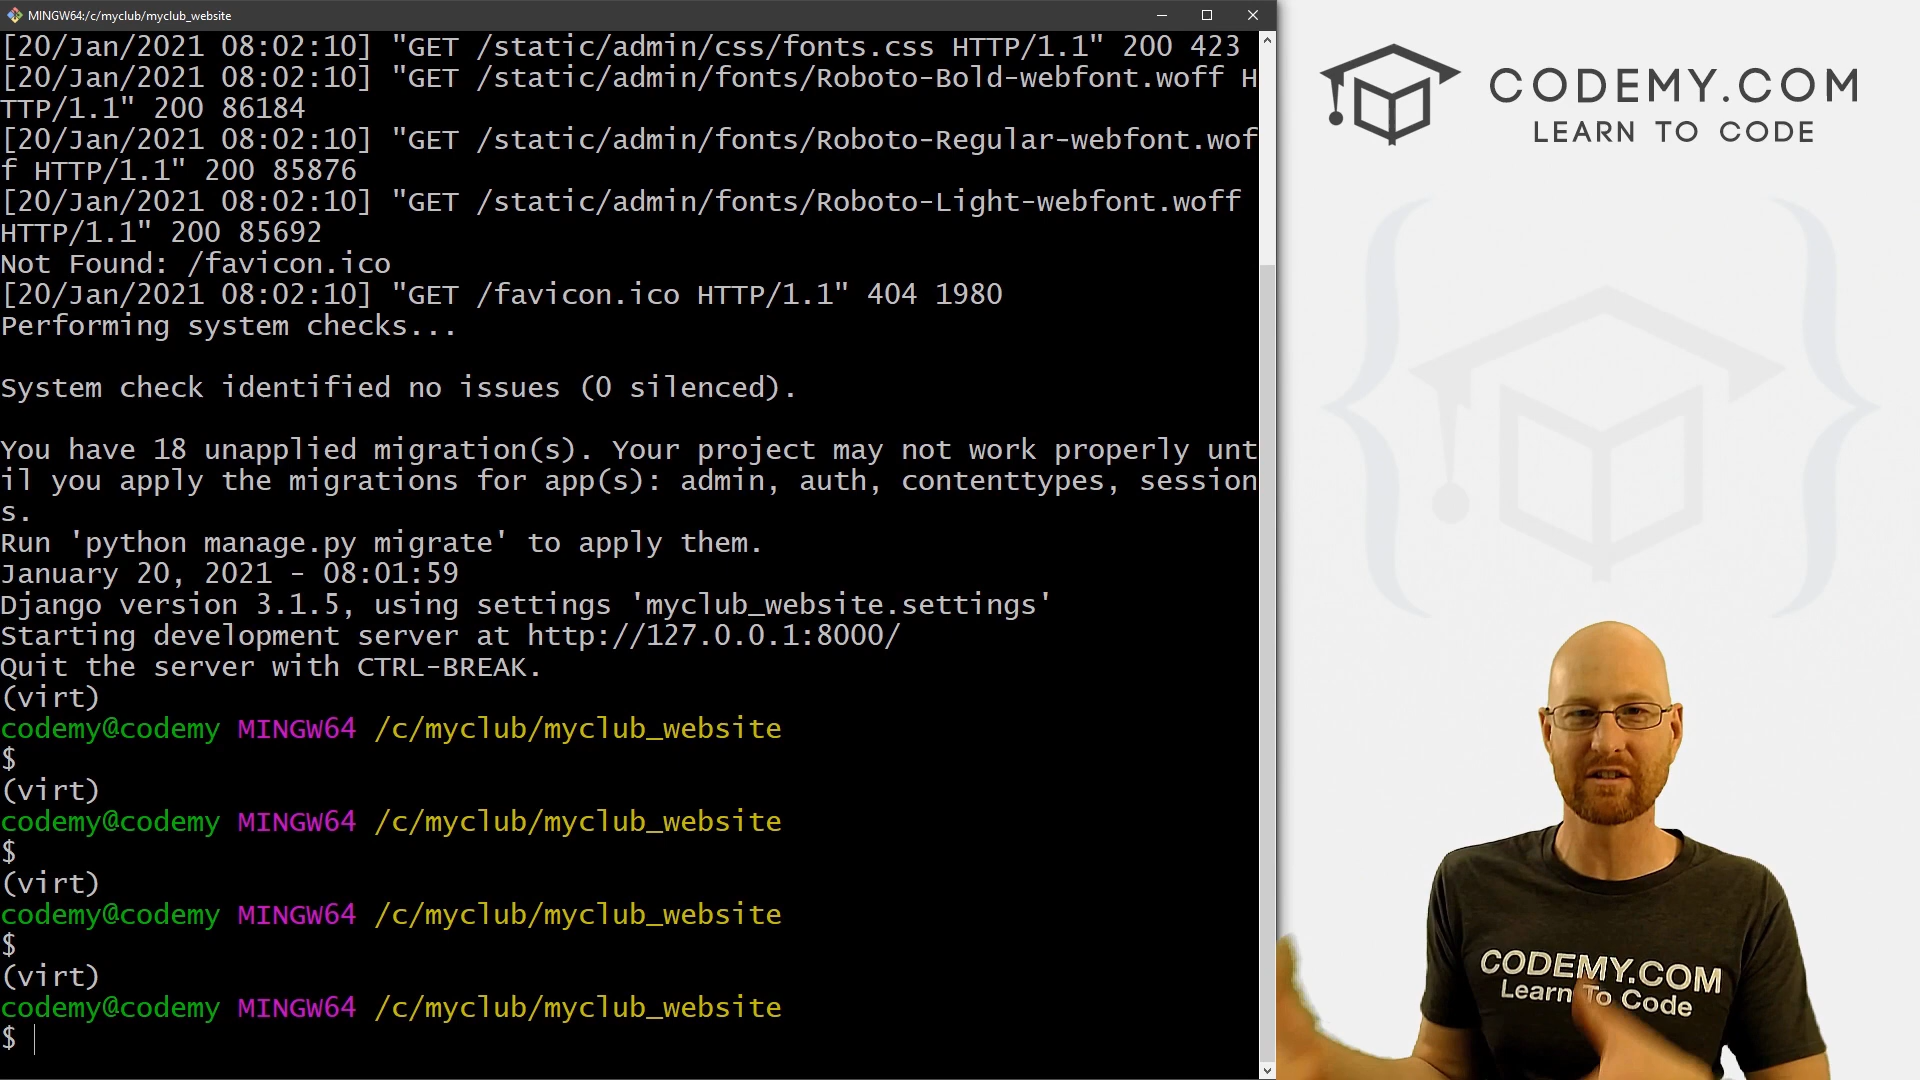 MINGW64:/c/myclub/myclub_website
[20/Jan/2021 08:02:10] "GET /static/admin/css/fonts.css HTTP/1.1" 200 423
[20/Jan/2021 08:02:10] "GET /static/admin/fonts/Roboto-Bold-webfont.woff H
TTP/1.1" 200 86184
[20/Jan/2021 08:02:10] "GET /static/admin/fonts/Roboto-Regular-webfont.wof
f HTTP/1.1" 200 85876
[20/Jan/2021 08:02:10] "GET /static/admin/fonts/Roboto-Light-webfont.woff
HTTP/1.1" 200 85692
Not Found: /favicon.ico
[20/Jan/2021 08:02:10] "GET /favicon.ico HTTP/1.1" 404 1980
Performing system checks...
System check identified no issues (0 silenced).
You have 18 unapplied migration(s). Your project may not work properly unt
il you apply the migrations for app(s): admin, auth, contenttypes, session
s.
Run 'python manage.py migrate' to apply them.
January 20, 2021 - 08:01:59
Django version 3.1.5, using settings 'myclub_website.settings'
Starting development server at http://127.0.0.1:8000/
Quit the server with CTRL-BREAK.
(virt)
codemy@codemy MINGW64 /c/myclub/myclub_website
$
(virt)
codemy@codemy MINGW64 /c/myclub/myclub_website
$
(virt)
codemy@codemy MINGW64 /c/myclub/myclub_website
$
(virt)
codemy@codemy MINGW64 /c/myclub/myclub_website
$
CODEMY.COM
LEARN TO CODE
CODEMY.COM
Learn To Code